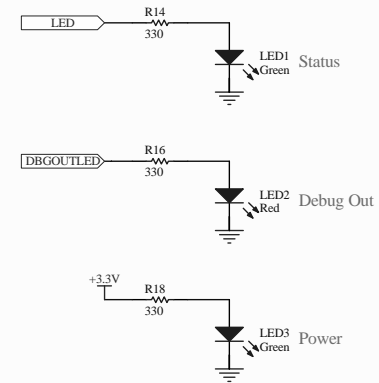 R14
LED
330
LED1
Green
Status
R16
DBGOUTLED
330
LED2
Red
Debug Out
+3.3V
R18
330
LED3
Green
Power